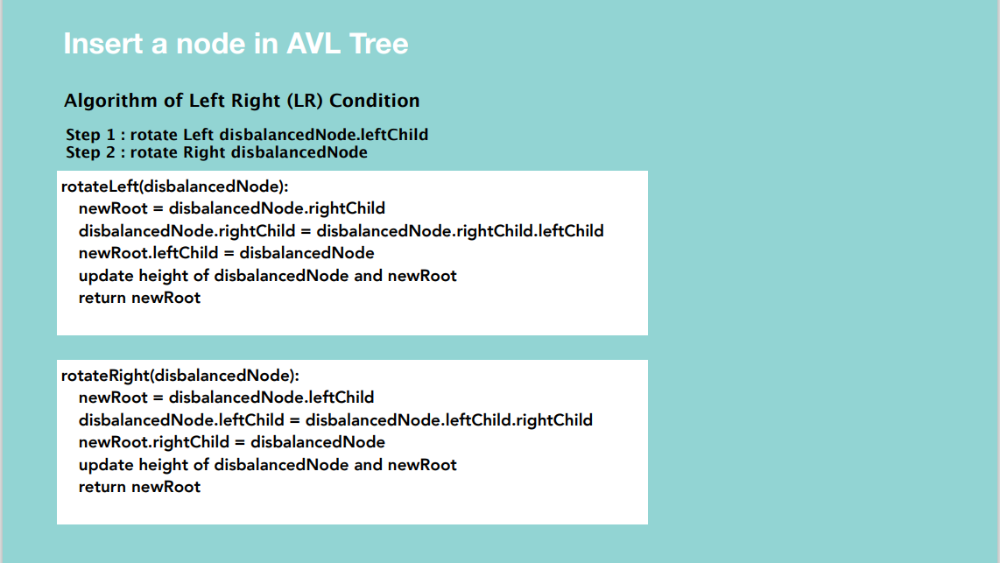 Insert a node in AVL Tree
Algorithm of Left Right (LR) Condition
Step 1 : rotate Left disbalancedNode.leftChild
Step 2 : rotate Right disbalancedNode
rotateLeft(disbalancedNode):
newRoot = disbalancedNode.rightChild
disbalancedNode.rightChild = disbalancedNode.rightChild.leftChild
newRoot.leftChild = disbalancedNode
update height of disbalancedNode and newRoot
return newRoot
rotateRight(disbalancedNode):
newRoot = disbalancedNode.leftChild
disbalancedNode.leftChild = disbalancedNode.leftChild.rightChild
newRoot.rightChild = disbalancedNode
update height of disbalancedNode and newRoot
return newRoot